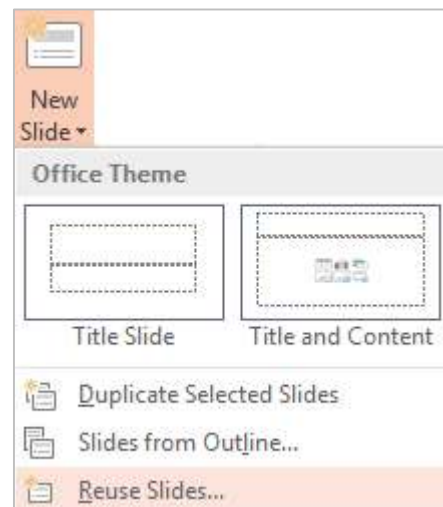 New
Slide
Office Theme
Title Slide
Title and Content
Duplicate Selected Slides
Slides from Outline...
Reuse Slides...